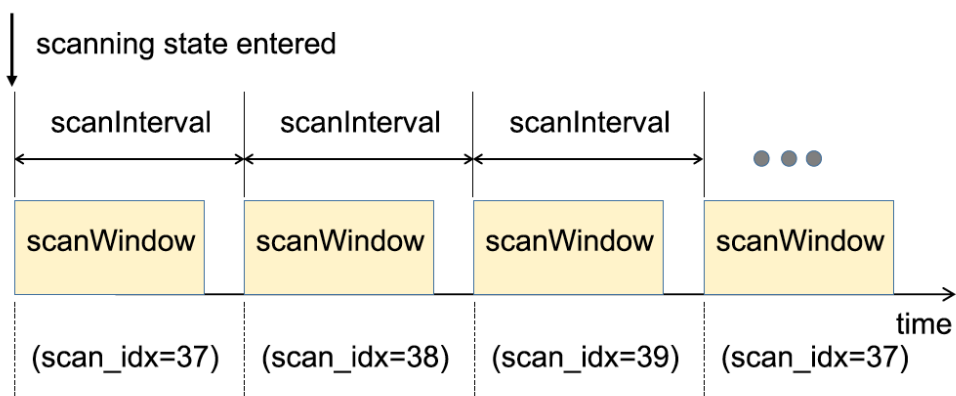 scanning state entered
scanInterval scanInterval scanInterval
scanWindow scanWindow scanWindow scanWindow
time
(scan_idx=37) (scan_idx=38) (scan_idx=39) (scan_idx=37)